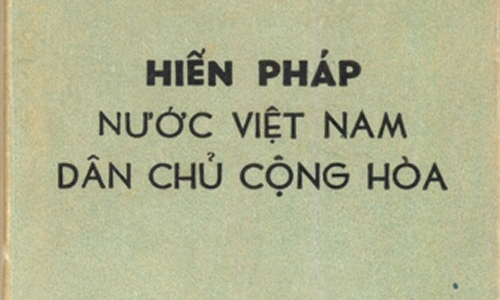 HIẾN PHÁP
NƯỚC VIỆT NAM
DÂN CHỦ CỘNG HÒA